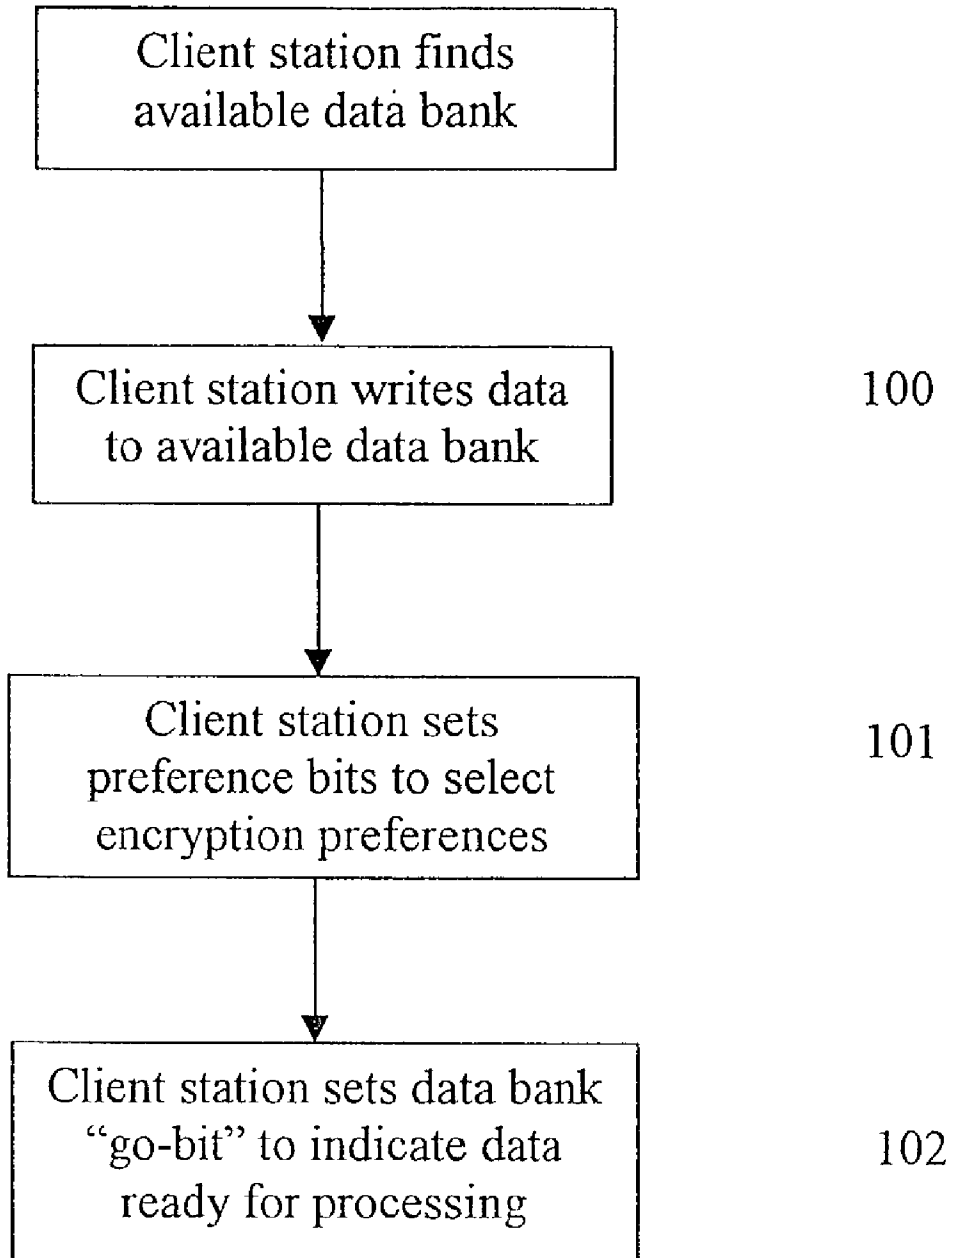 Client station finds
available data bank
Client station writes data
to available data bank
100
Client station sets
preference bits to select
encryption preferences
101
Client station sets data bank
“go-bit” to indicate data
ready for processing
102